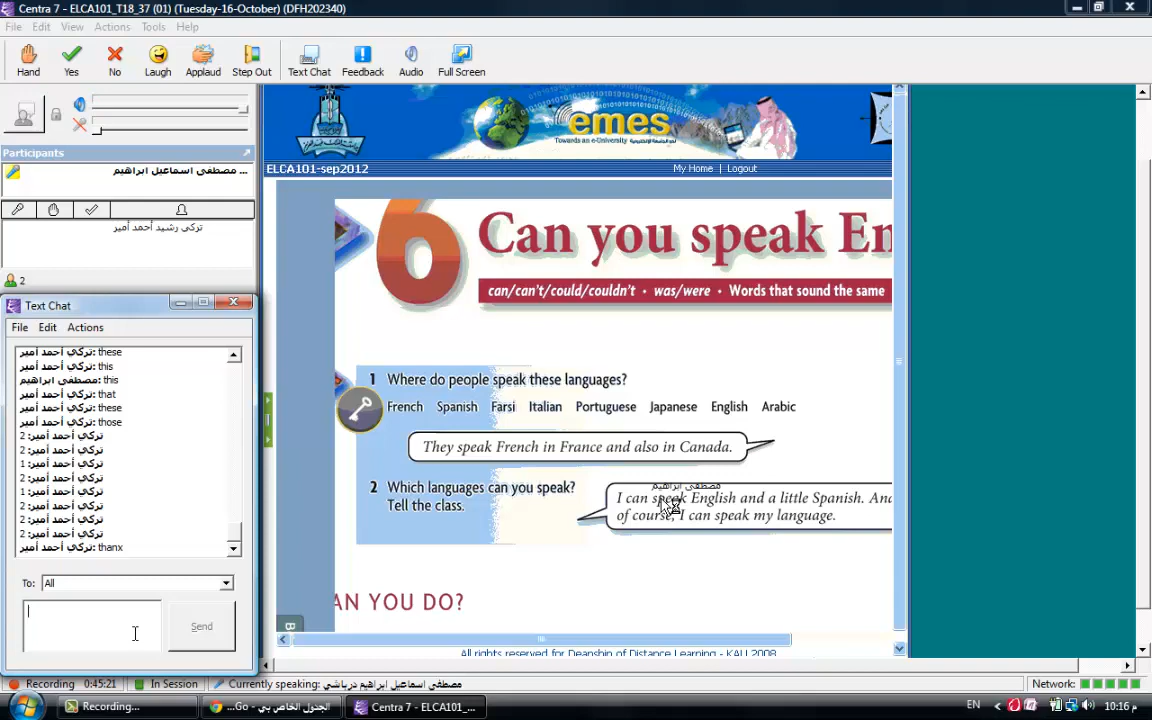 Centra 7 - ELCA101_T18_37 (01) (Tuesday-16-October) (DFH202340)
File Edit View Actions Tools Help
Hand Yes No Laugh Applaud Step Out Text Chat Feedback Audio Full Screen
emes
Towards an e-University
ELCA101-sep2012
My Home | Logout
Participants
مصطفى اسماعيل ابراهيم ...
تركي رشيد أحمد أمير
2
6 Can you speak En
can/can't/could/couldn't • was/were • Words that sound the same
1 Where do people speak these languages?
French Spanish Farsi Italian Portuguese Japanese English Arabic
They speak French in France and also in Canada.
2 Which languages can you speak?
Tell the class.
مصطفى ابراهيم
I can speak English and a little Spanish. And
of course, I can speak my language.
AN YOU DO?
B
All rights reserved for Deanship of Distance Learning - KAU 2008
Text Chat
File Edit Actions
تركي أحمد أمير: these
تركي أحمد أمير: this
مصطفى ابراهيم: this
تركي أحمد أمير: that
تركي أحمد أمير: these
تركي أحمد أمير: those
تركي أحمد أمير: 2
تركي أحمد أمير: 2
تركي أحمد أمير: 1
تركي أحمد أمير: 2
تركي أحمد أمير: 1
تركي أحمد أمير: 2
تركي أحمد أمير: 2
تركي أحمد أمير: 2
تركي أحمد أمير: thanx
To: All
Send
Recording 0:45:21 In Session Currently speaking: مصطفى اسماعيل ابراهيم درباشي
Network:
Recording... الجدول الخاص بي - Go... Centra 7 - ELCA101_... EN 10:16 م